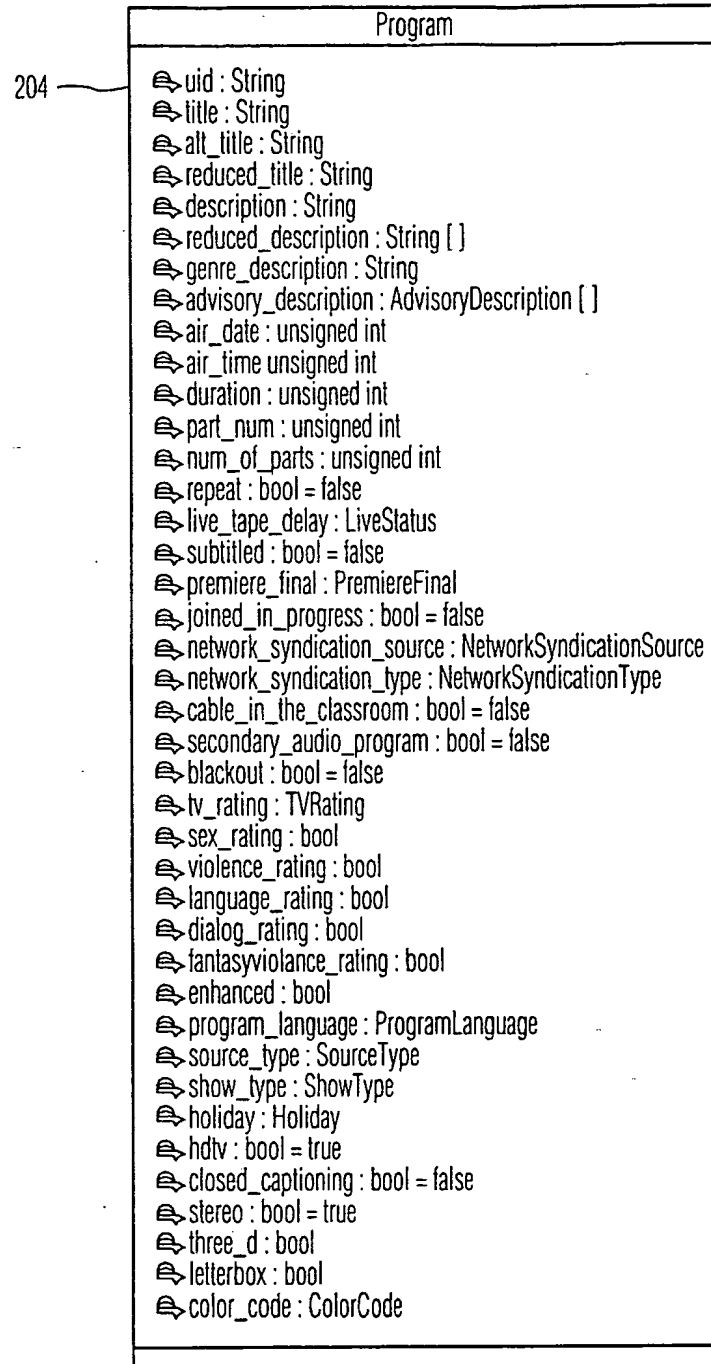 Program
204
uid : String
title : String
alt_title : String
reduced_title : String
description : String
reduced_description : String [ ]
genre_description : String
advisory_description : AdvisoryDescription [ ]
air_date : unsigned int
air_time unsigned int
duration : unsigned int
part_num : unsigned int
num_of_parts : unsigned int
repeat : bool = false
live_tape_delay : LiveStatus
subtitled : bool = false
premiere_final : PremiereFinal
joined_in_progress : bool = false
network_syndication_source : NetworkSyndicationSource
network_syndication_type : NetworkSyndicationType
cable_in_the_classroom : bool = false
secondary_audio_program : bool = false
blackout : bool = false
tv_rating : TVRating
sex_rating : bool
violence_rating : bool
language_rating : bool
dialog_rating : bool
fantasyviolance_rating : bool
enhanced : bool
program_language : ProgramLanguage
source_type : SourceType
show_type : ShowType
holiday : Holiday
hdtv : bool = true
closed_captioning : bool = false
stereo : bool = true
three_d : bool
letterbox : bool
color_code : ColorCode